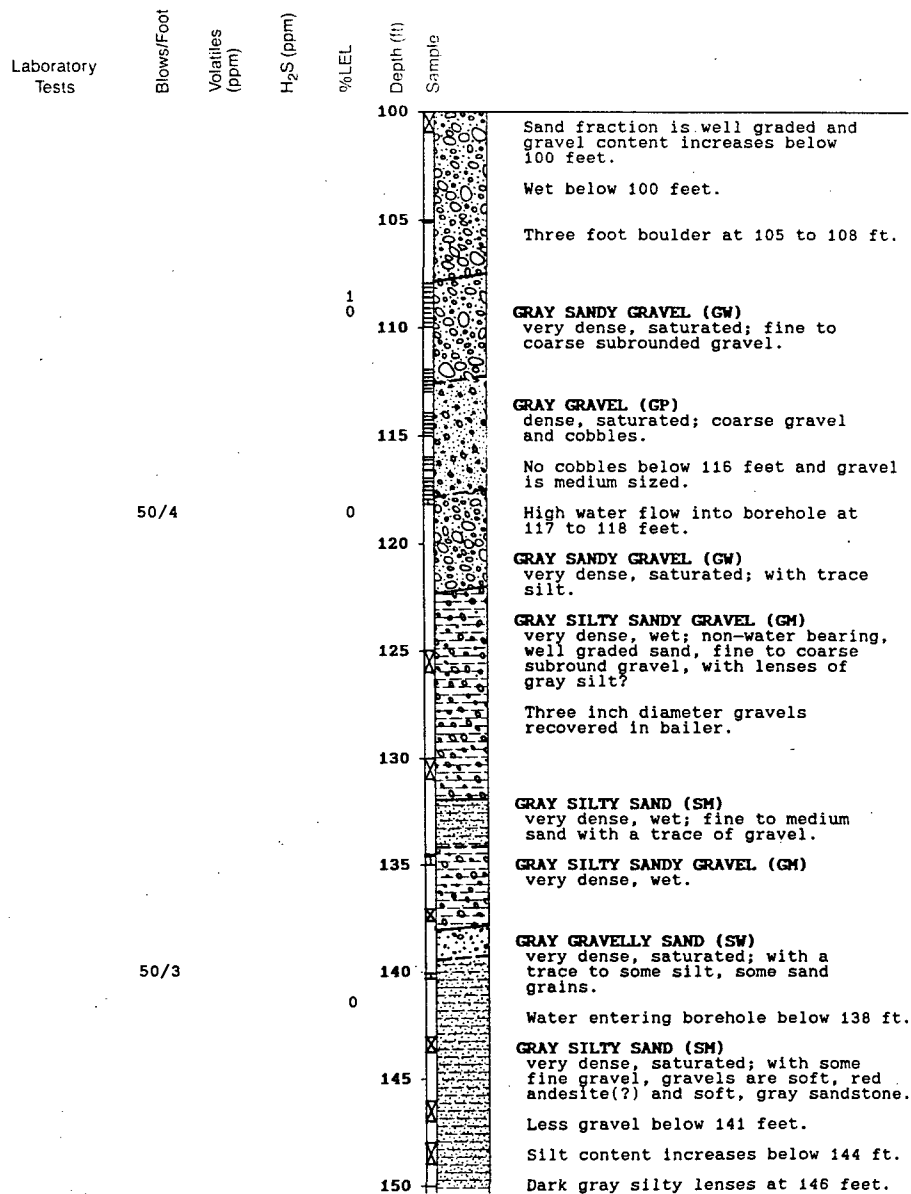 Laboratory Tests
Blows/Foot
Volatiles (ppm)
H₂S (ppm)
%LEL
Depth (ft)
Sample
100
Sand fraction is well graded and
gravel content increases below
100 feet.
Wet below 100 feet.
105
Three foot boulder at 105 to 108 ft.
1
0
GRAY SANDY GRAVEL (GW)
110
very dense, saturated; fine to
coarse subrounded gravel.
GRAY GRAVEL (GP)
dense, saturated; coarse gravel
115
and cobbles.
No cobbles below 116 feet and gravel
is medium sized.
50/4
0
High water flow into borehole at
117 to 118 feet.
120
GRAY SANDY GRAVEL (GW)
very dense, saturated; with trace
silt.
GRAY SILTY SANDY GRAVEL (GM)
very dense, wet; non-water bearing,
125
well graded sand, fine to coarse
subround gravel, with lenses of
gray silt?
Three inch diameter gravels
recovered in bailer.
130
GRAY SILTY SAND (SM)
very dense, wet; fine to medium
sand with a trace of gravel.
135
GRAY SILTY SANDY GRAVEL (GM)
very dense, wet.
GRAY GRAVELLY SAND (SW)
very dense, saturated; with a
50/3
140
trace to some silt, some sand
grains.
0
Water entering borehole below 138 ft.
GRAY SILTY SAND (SM)
very dense, saturated; with some
145
fine gravel, gravels are soft, red
andesite(?) and soft, gray sandstone.
Less gravel below 141 feet.
Silt content increases below 144 ft.
150
Dark gray silty lenses at 146 feet.